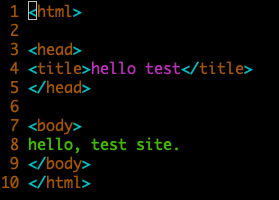 1 <html>
2
3 <head>
4 <title>hello test</title>
5 </head>
6
7 <body>
8 hello, test site.
9 </body>
10 </html>